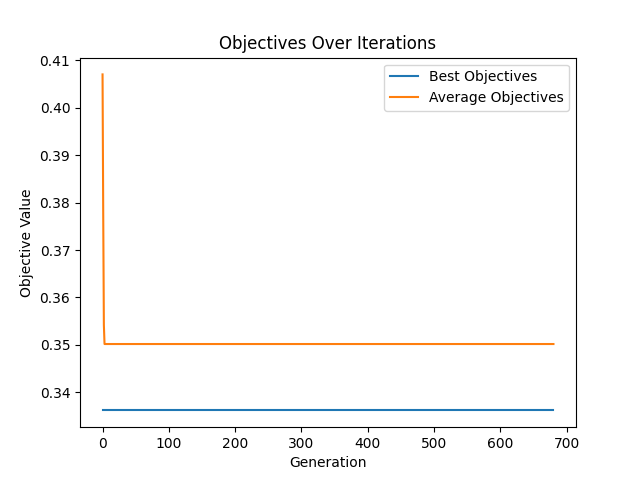 Objectives Over Iterations
Best Objectives
Average Objectives
Objective Value
0.41
0.40
0.39
0.38
0.37
0.36
0.35
0.34
0 100 200 300 400 500 600 700
Generation